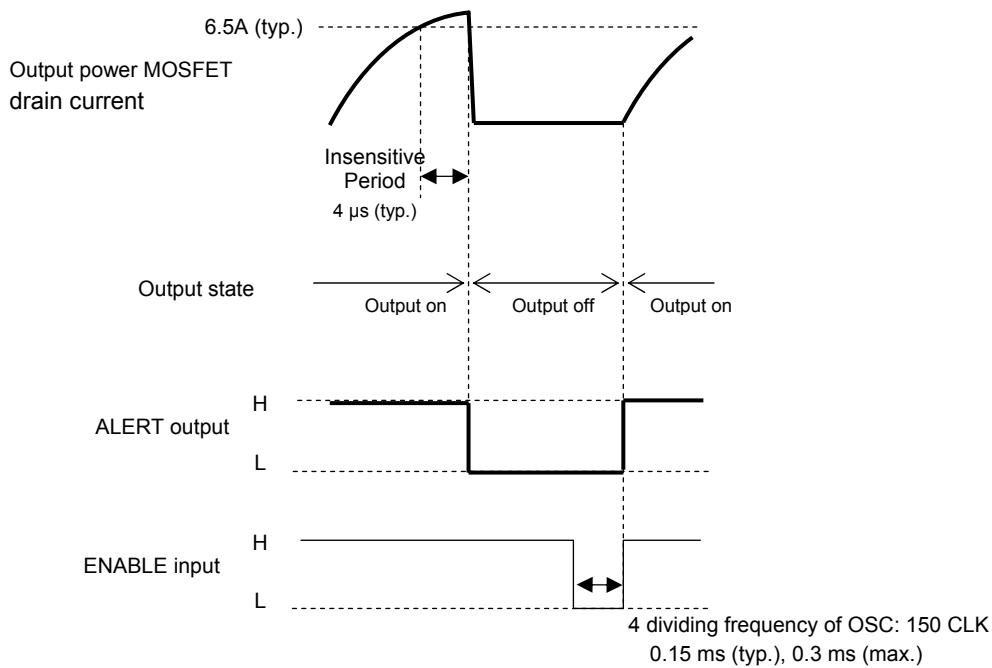 6.5A (typ.)
Output power MOSFET
drain current
Insensitive
Period
4 µs (typ.)
Output state
Output on
Output off
Output on
H
ALERT output
L
H
ENABLE input
L
4 dividing frequency of OSC: 150 CLK
0.15 ms (typ.), 0.3 ms (max.)